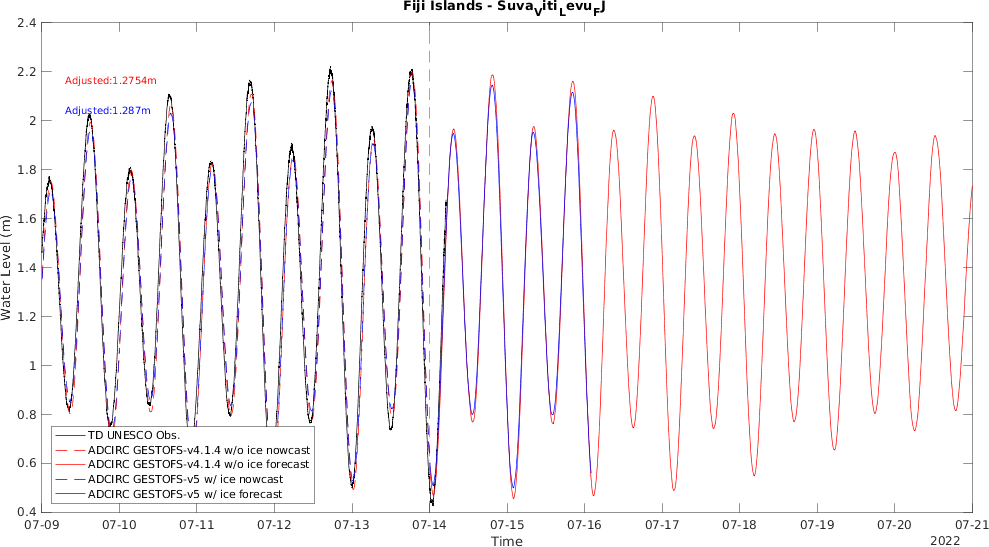 Fiji Islands - SuvaVitiLevuFJ
2.4
2.2
2
1.8
1.6
1.4
1.2
1
0.8
0.6
0.4
Water Level (m)
Adjusted:1.2754m
Adjusted:1.287m
TD UNESCO Obs.
ADCIRC GESTOFS-v4.1.4 w/o ice nowcast
ADCIRC GESTOFS-v4.1.4 w/o ice forecast
ADCIRC GESTOFS-v5 w/ ice nowcast
ADCIRC GESTOFS-v5 w/ ice forecast
07-09 07-10 07-11 07-12 07-13 07-14 07-15 07-16 07-17 07-18 07-19 07-20 07-21
Time
2022